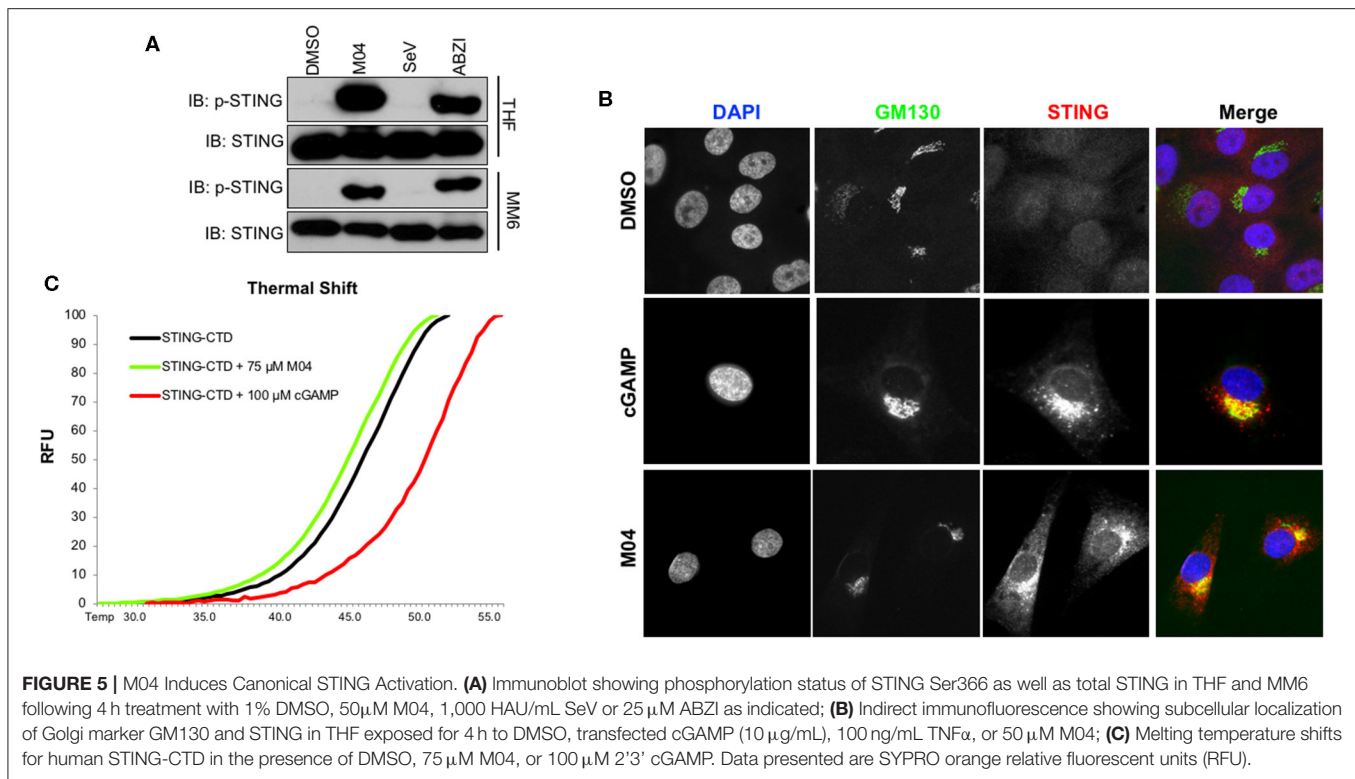 A
DMSO
M04
SeV
ABZI
IB: p-STING
IB: STING
THF
IB: p-STING
IB: STING
MM6
B
DAPI
GM130
STING
Merge
DMSO
cGAMP
M04
C
Thermal Shift
RFU
100
90
80
70
60
50
40
30
20
10
0
STING-CTD
STING-CTD + 75 µM M04
STING-CTD + 100 µM cGAMP
Temp 30.0 35.0 40.0 45.0 50.0 55.0
FIGURE 5 | M04 Induces Canonical STING Activation. (A) Immunoblot showing phosphorylation status of STING Ser366 as well as total STING in THF and MM6
following 4 h treatment with 1% DMSO, 50µM M04, 1,000 HAU/mL SeV or 25 µM ABZI as indicated; (B) Indirect immunofluorescence showing subcellular localization
of Golgi marker GM130 and STING in THF exposed for 4 h to DMSO, transfected cGAMP (10 µg/mL), 100 ng/mL TNFα, or 50 µM M04; (C) Melting temperature shifts
for human STING-CTD in the presence of DMSO, 75 µM M04, or 100 µM 2'3' cGAMP. Data presented are SYPRO orange relative fluorescent units (RFU).